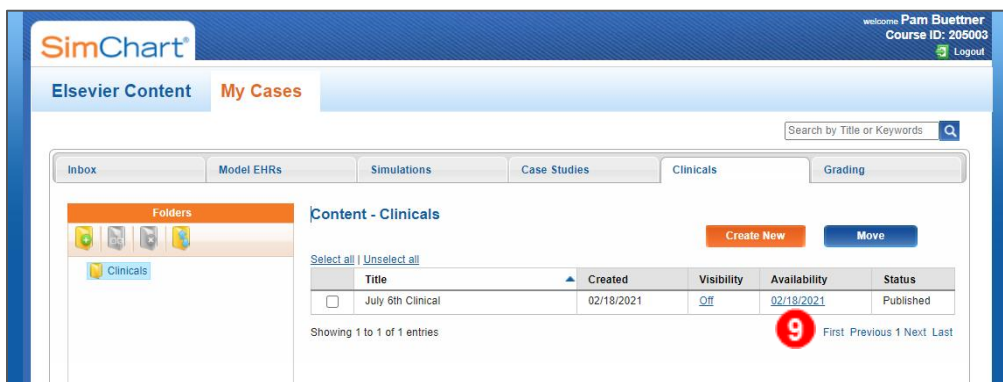 welcome Pam Buettner
Course ID: 205003
Logout
SimChart®
Elsevier Content My Cases
Search by Title or Keywords
Inbox Model EHRs Simulations Case Studies Clinicals Grading
Folders
Clinicals
Content - Clinicals
Create New Move
Select all | Unselect all
Title Created Visibility Availability Status
July 6th Clinical 02/18/2021 Off 02/18/2021 Published
Showing 1 to 1 of 1 entries
9
First Previous 1 Next Last